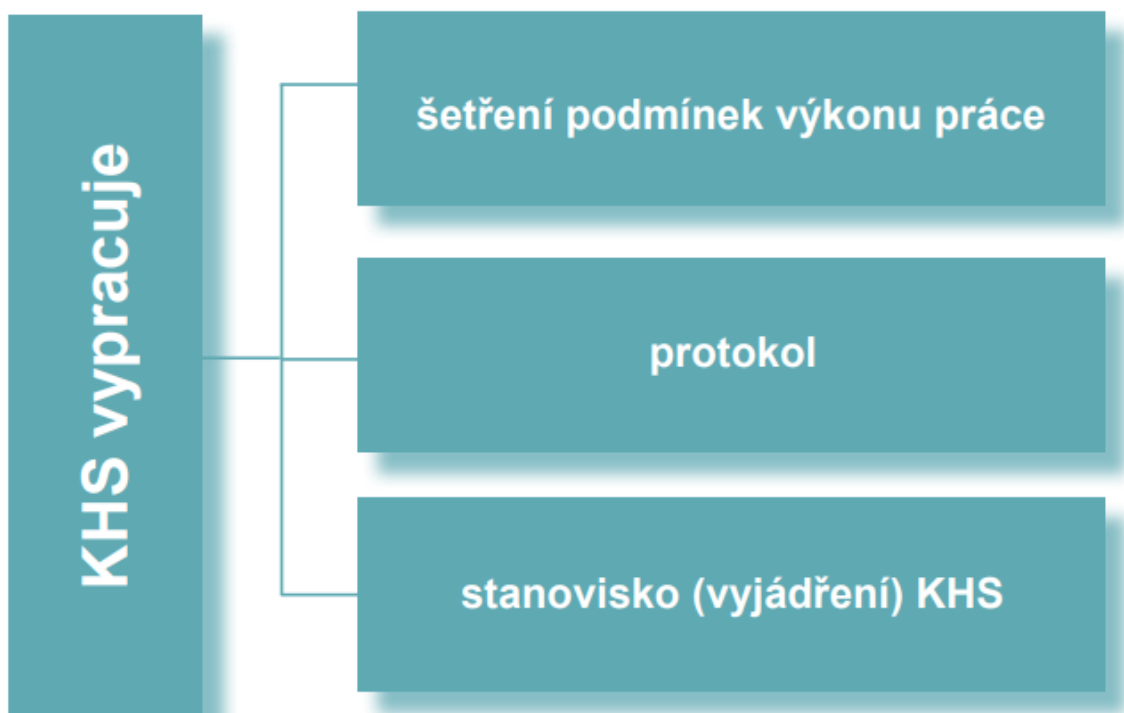 KHS vypracuje
šetření podmínek výkonu práce
protokol
stanovisko (vyjádření) KHS